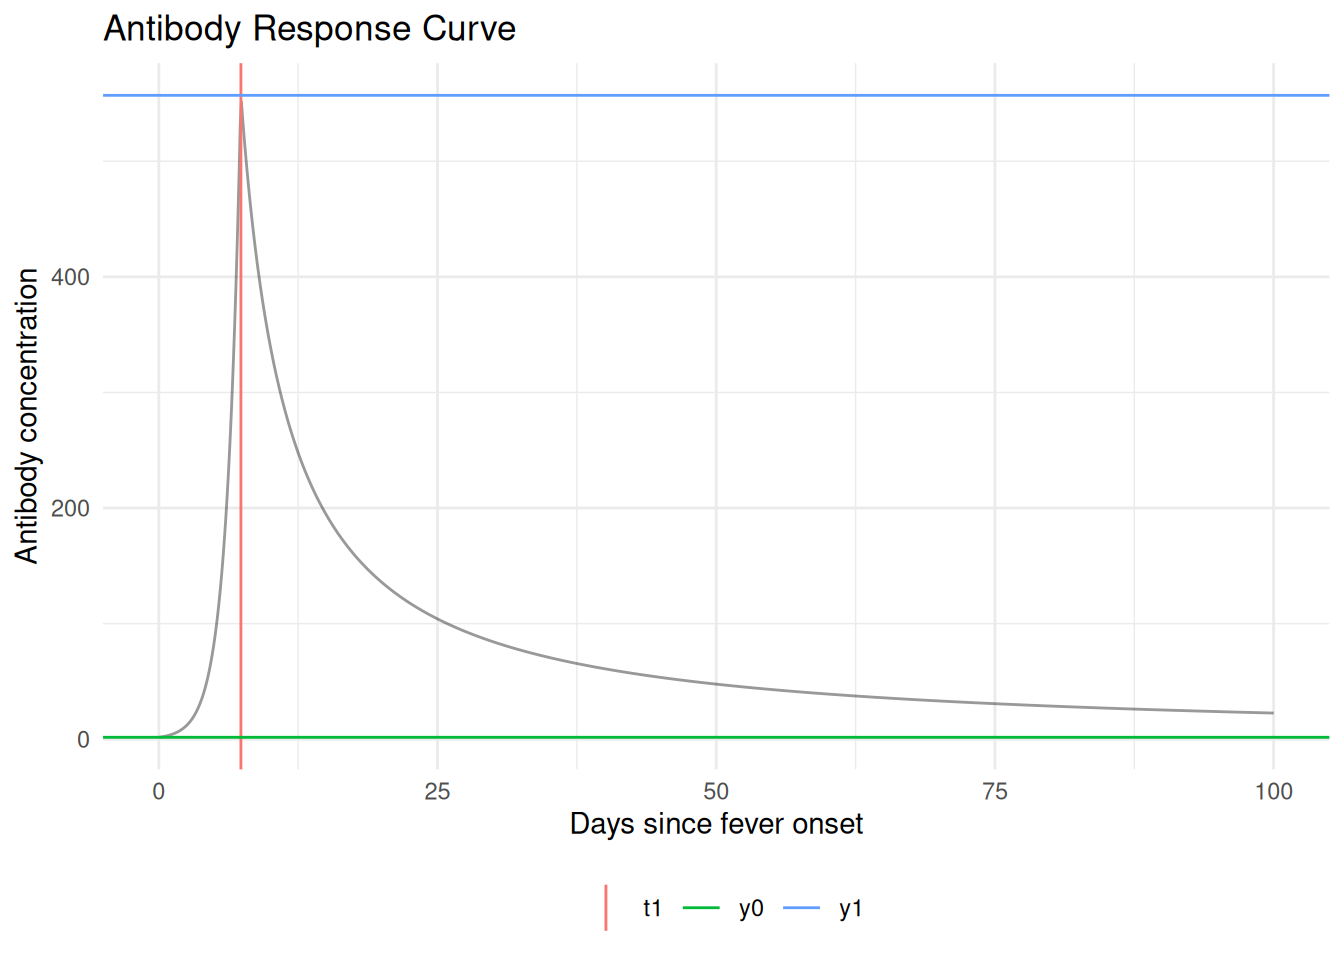 Antibody Response Curve
Antibody concentration
400
200
0
0 25 50 75 100
Days since fever onset
t1 y0 y1